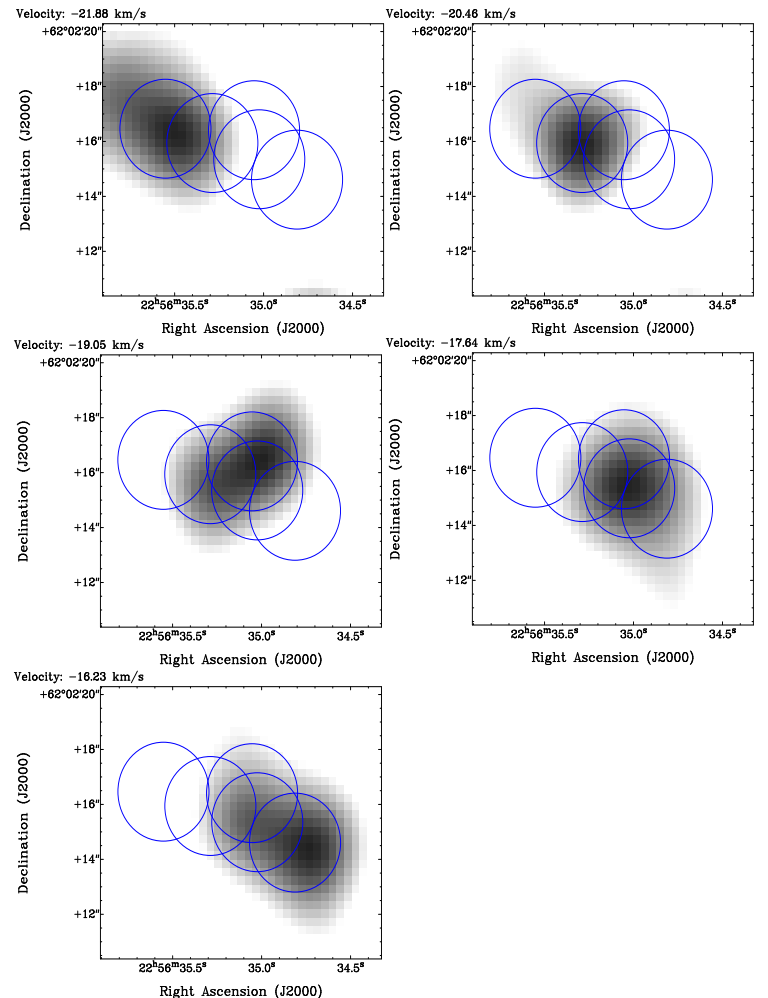 Velocity: −21.88 km/s
+62°02'20"
+18"
+16"
+14"
+12"
Declination (J2000)
22h56m35.5s 35.0s 34.5s
Right Ascension (J2000)
Velocity: −20.46 km/s
+62°02'20"
+18"
+16"
+14"
+12"
Declination (J2000)
22h56m35.5s 35.0s 34.5s
Right Ascension (J2000)
Velocity: −19.05 km/s
+62°02'20"
+18"
+16"
+14"
+12"
Declination (J2000)
22h56m35.5s 35.0s 34.5s
Right Ascension (J2000)
Velocity: −17.64 km/s
+62°02'20"
+18"
+16"
+14"
+12"
Declination (J2000)
22h56m35.5s 35.0s 34.5s
Right Ascension (J2000)
Velocity: −16.23 km/s
+62°02'20"
+18"
+16"
+14"
+12"
Declination (J2000)
22h56m35.5s 35.0s 34.5s
Right Ascension (J2000)